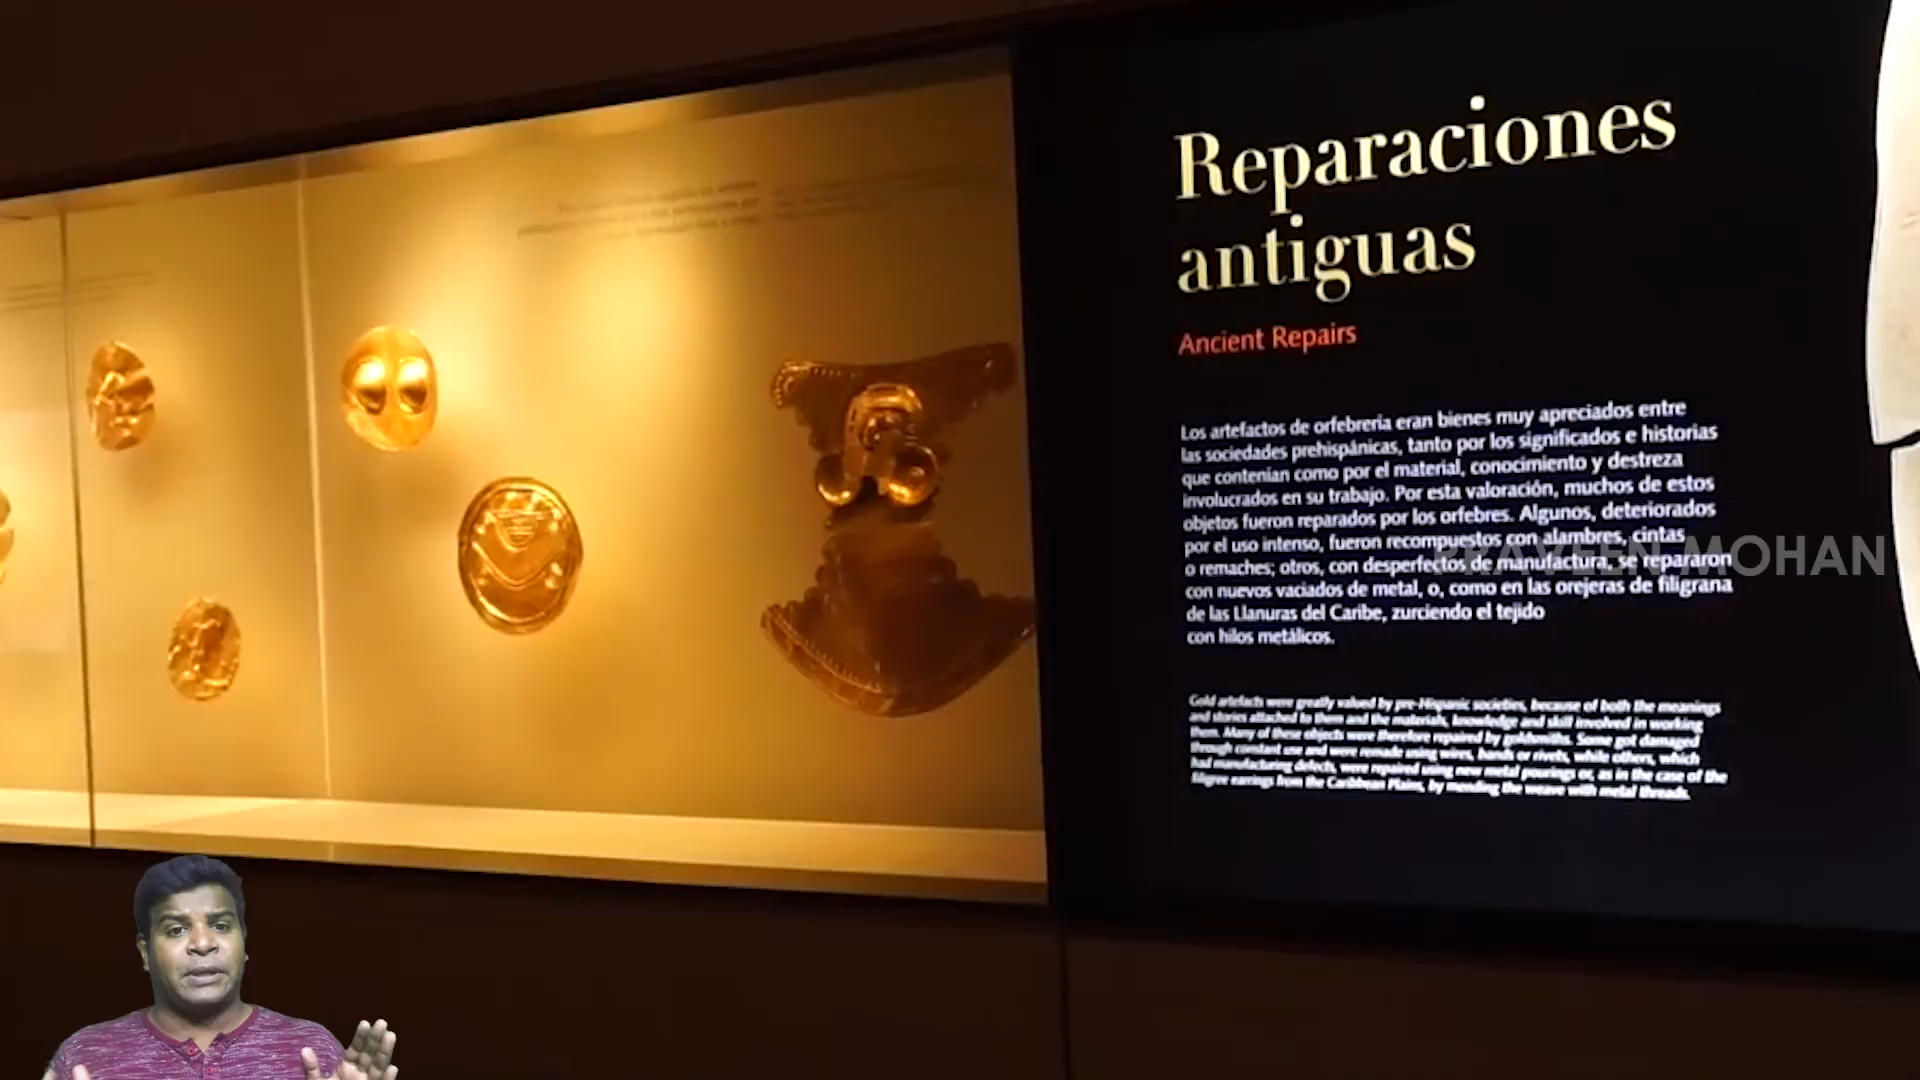 Reparaciones
antiguas
Ancient Repairs
Los artefactos de orfebrería eran bienes muy apreciados entre
las sociedades prehispánicas, tanto por los significados e historias
que contenían como por el material, conocimiento y destreza
involucrados en su trabajo. Por esta valoración, muchos de estos
objetos fueron reparados por los orfebres. Algunos, deteriorados
por el uso intenso, fueron recompuestos con alambres, cintas
o remaches; otros, con desperfectos de manufactura, se repararon
con nuevos vaciados de metal, o, como en las orejeras de filigrana
de las Llanuras del Caribe, zurciendo el tejido
con hilos metálicos.
Gold artefacts were greatly valued by pre-Hispanic societies, because of both the meanings
and stories attached to them and the materials, knowledge and skill involved in working
them. Many of these objects were therefore repaired by goldsmiths. Some got damaged
through constant use and were remade using wires, bands or rivets, while others, which
had manufacturing defects, were repaired using new metal pourings or, as in the case of the
filigree earrings from the Caribbean Plains, by mending the weave with metal threads.
PRAVEEN MOHAN